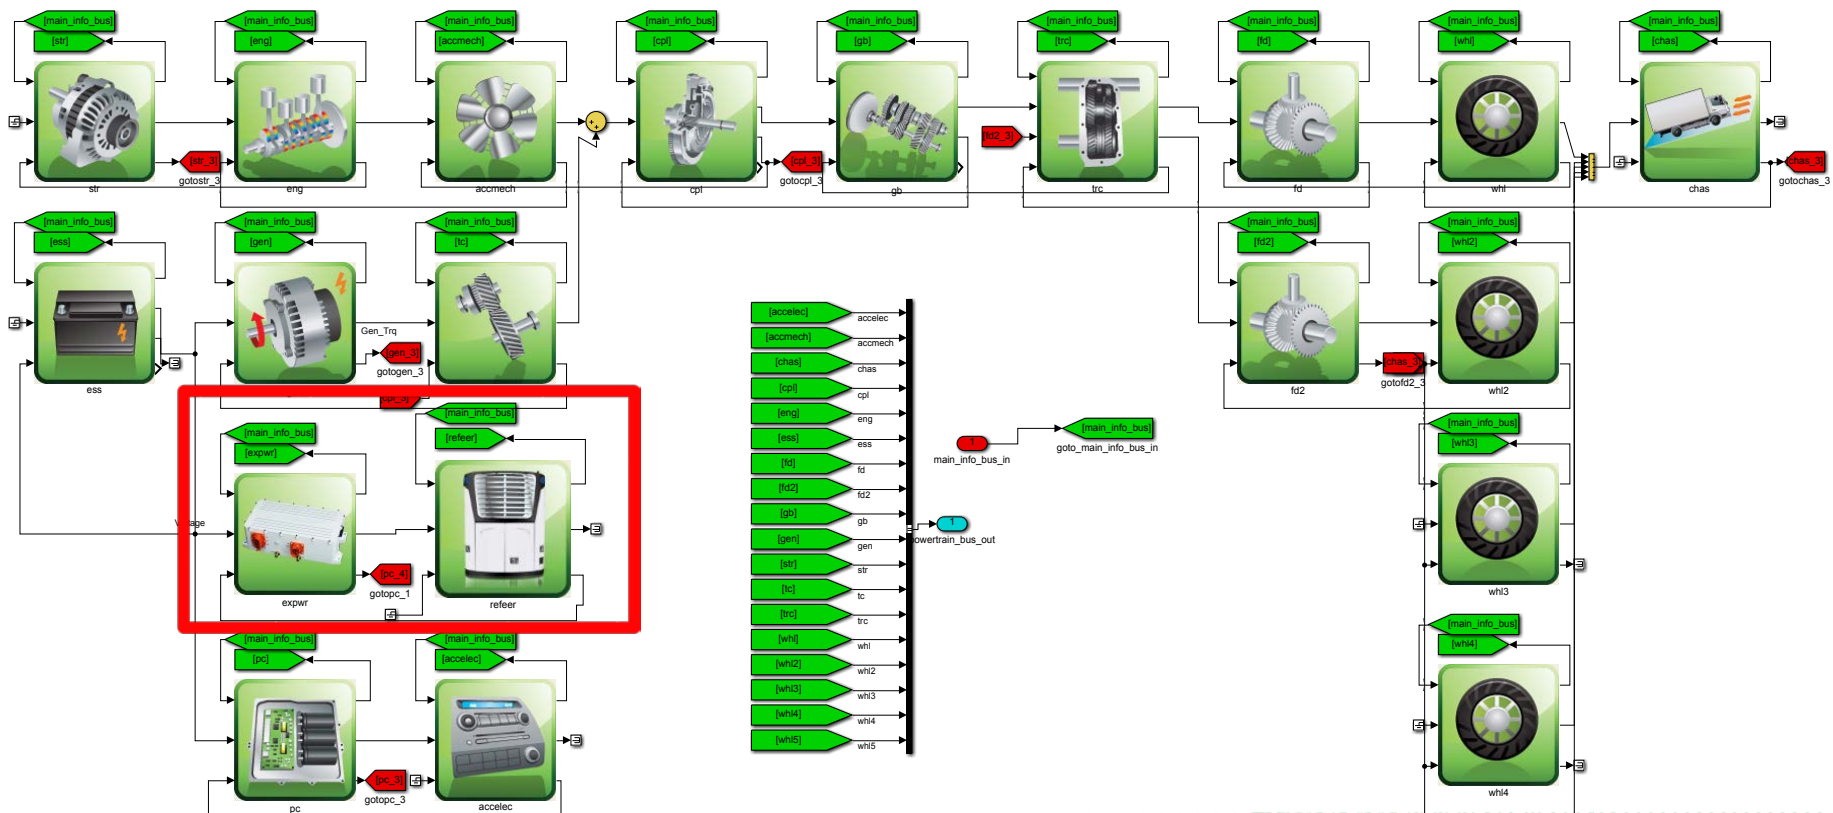 [main_info_bus] [main_info_bus] [main_info_bus] [main_info_bus] [main_info_bus] [main_info_bus] [main_info_bus] [main_info_bus] [main_info_bus]
[str] [eng] [accmech] [cpl] [gb] [trc] [fd] [whl] [chas]
[fd2_3]
[str_3] [cpl_3] [chas_3]
gotostr_3 gotocpl_3 gotochas_3
str eng accmech cpl gb trc fd whl chas
[main_info_bus] [main_info_bus] [main_info_bus] [main_info_bus] [main_info_bus]
[ess] [gen] [tc] [fd2] [whl2]
Gen_Trq
[gen_3] [chas_3]
gotogen_3 gotofd2_3
ess fd2 whl2
[cpl_3]
[main_info_bus]
[refeer]
[main_info_bus]
[expwr]
[pc_4]
gotopc_1
expwr refeer
[main_info_bus] [main_info_bus]
[pc] [accelec]
[pc_3]
gotopc_3
pc accelec
[accelec] accelec
[accmech] accmech
[chas] chas
[cpl] cpl
[eng] eng
[ess] ess
[fd] fd
[fd2] fd2
[gb] gb
[gen] gen
[str] str
[tc] tc
[trc] trc
[whl] whl
[whl2] whl2
[whl3] whl3
[whl4] whl4
[whl5] whl5
1
main_info_bus_in
[main_info_bus]
goto_main_info_bus_in
1
powertrain_bus_out
[main_info_bus]
[whl3]
whl3
[main_info_bus]
[whl4]
whl4